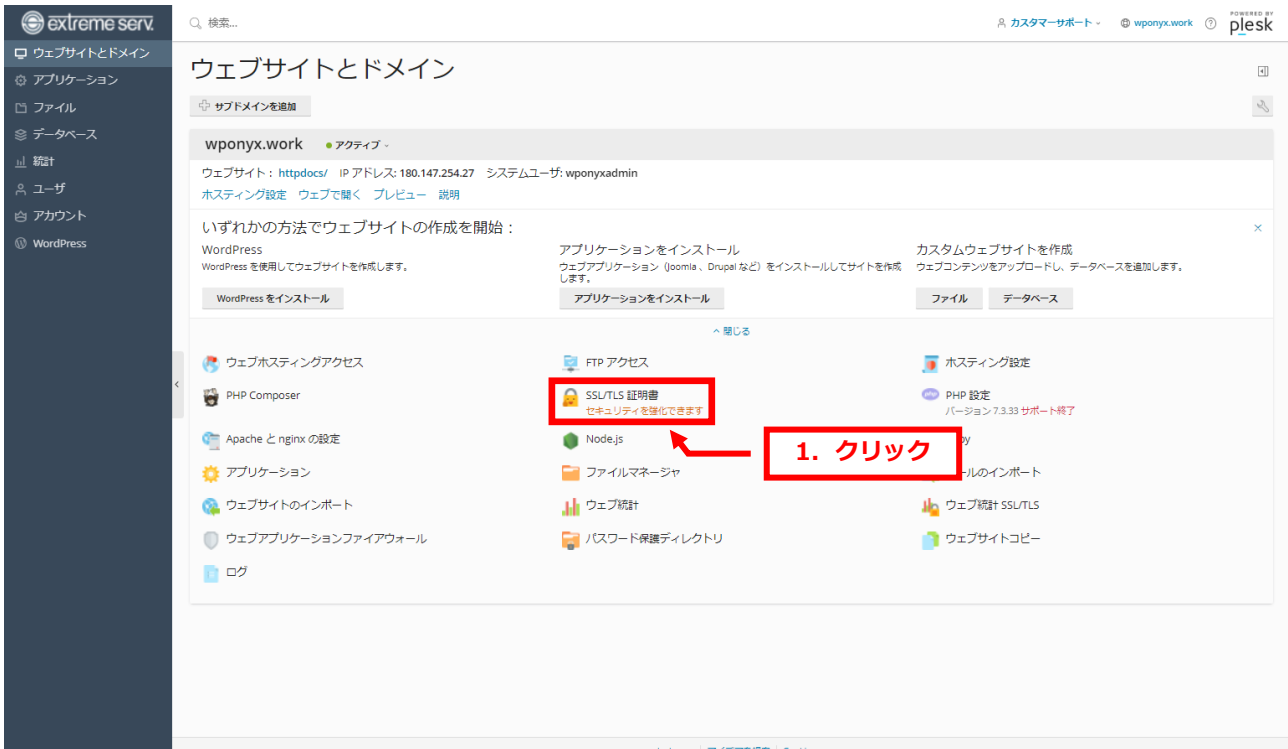 extreme serv.
検索...
カスタマーサポート
wponyx.work
POWERED BY
plesk
ウェブサイトとドメイン
アプリケーション
ファイル
データベース
統計
ユーザ
アカウント
WordPress
ウェブサイトとドメイン
サブドメインを追加
wponyx.work アクティブ
ウェブサイト： httpdocs/ IP アドレス: 180.147.254.27 システムユーザ: wponyxadmin
ホスティング設定 ウェブで開く プレビュー 説明
いずれかの方法でウェブサイトの作成を開始：
WordPress
WordPress を使用してウェブサイトを作成します。
WordPress をインストール
アプリケーションをインストール
ウェブアプリケーション（Joomla 、Drupal など）をインストールしてサイトを作成
します。
アプリケーションをインストール
カスタムウェブサイトを作成
ウェブコンテンツをアップロードし、データベースを追加します。
ファイル データベース
閉じる
ウェブホスティングアクセス FTP アクセス ホスティング設定
PHP Composer SSL/TLS 証明書 PHP 設定
セキュリティを強化できます バージョン 7.3.33 サポート終了
Apache と nginx の設定 Node.js
1. クリック
アプリケーション ファイルマネージャ ールのインポート
ウェブサイトのインポート ウェブ統計 ウェブ統計 SSL/TLS
ウェブアプリケーションファイアウォール パスワード保護ディレクトリ ウェブサイトコピー
ログ